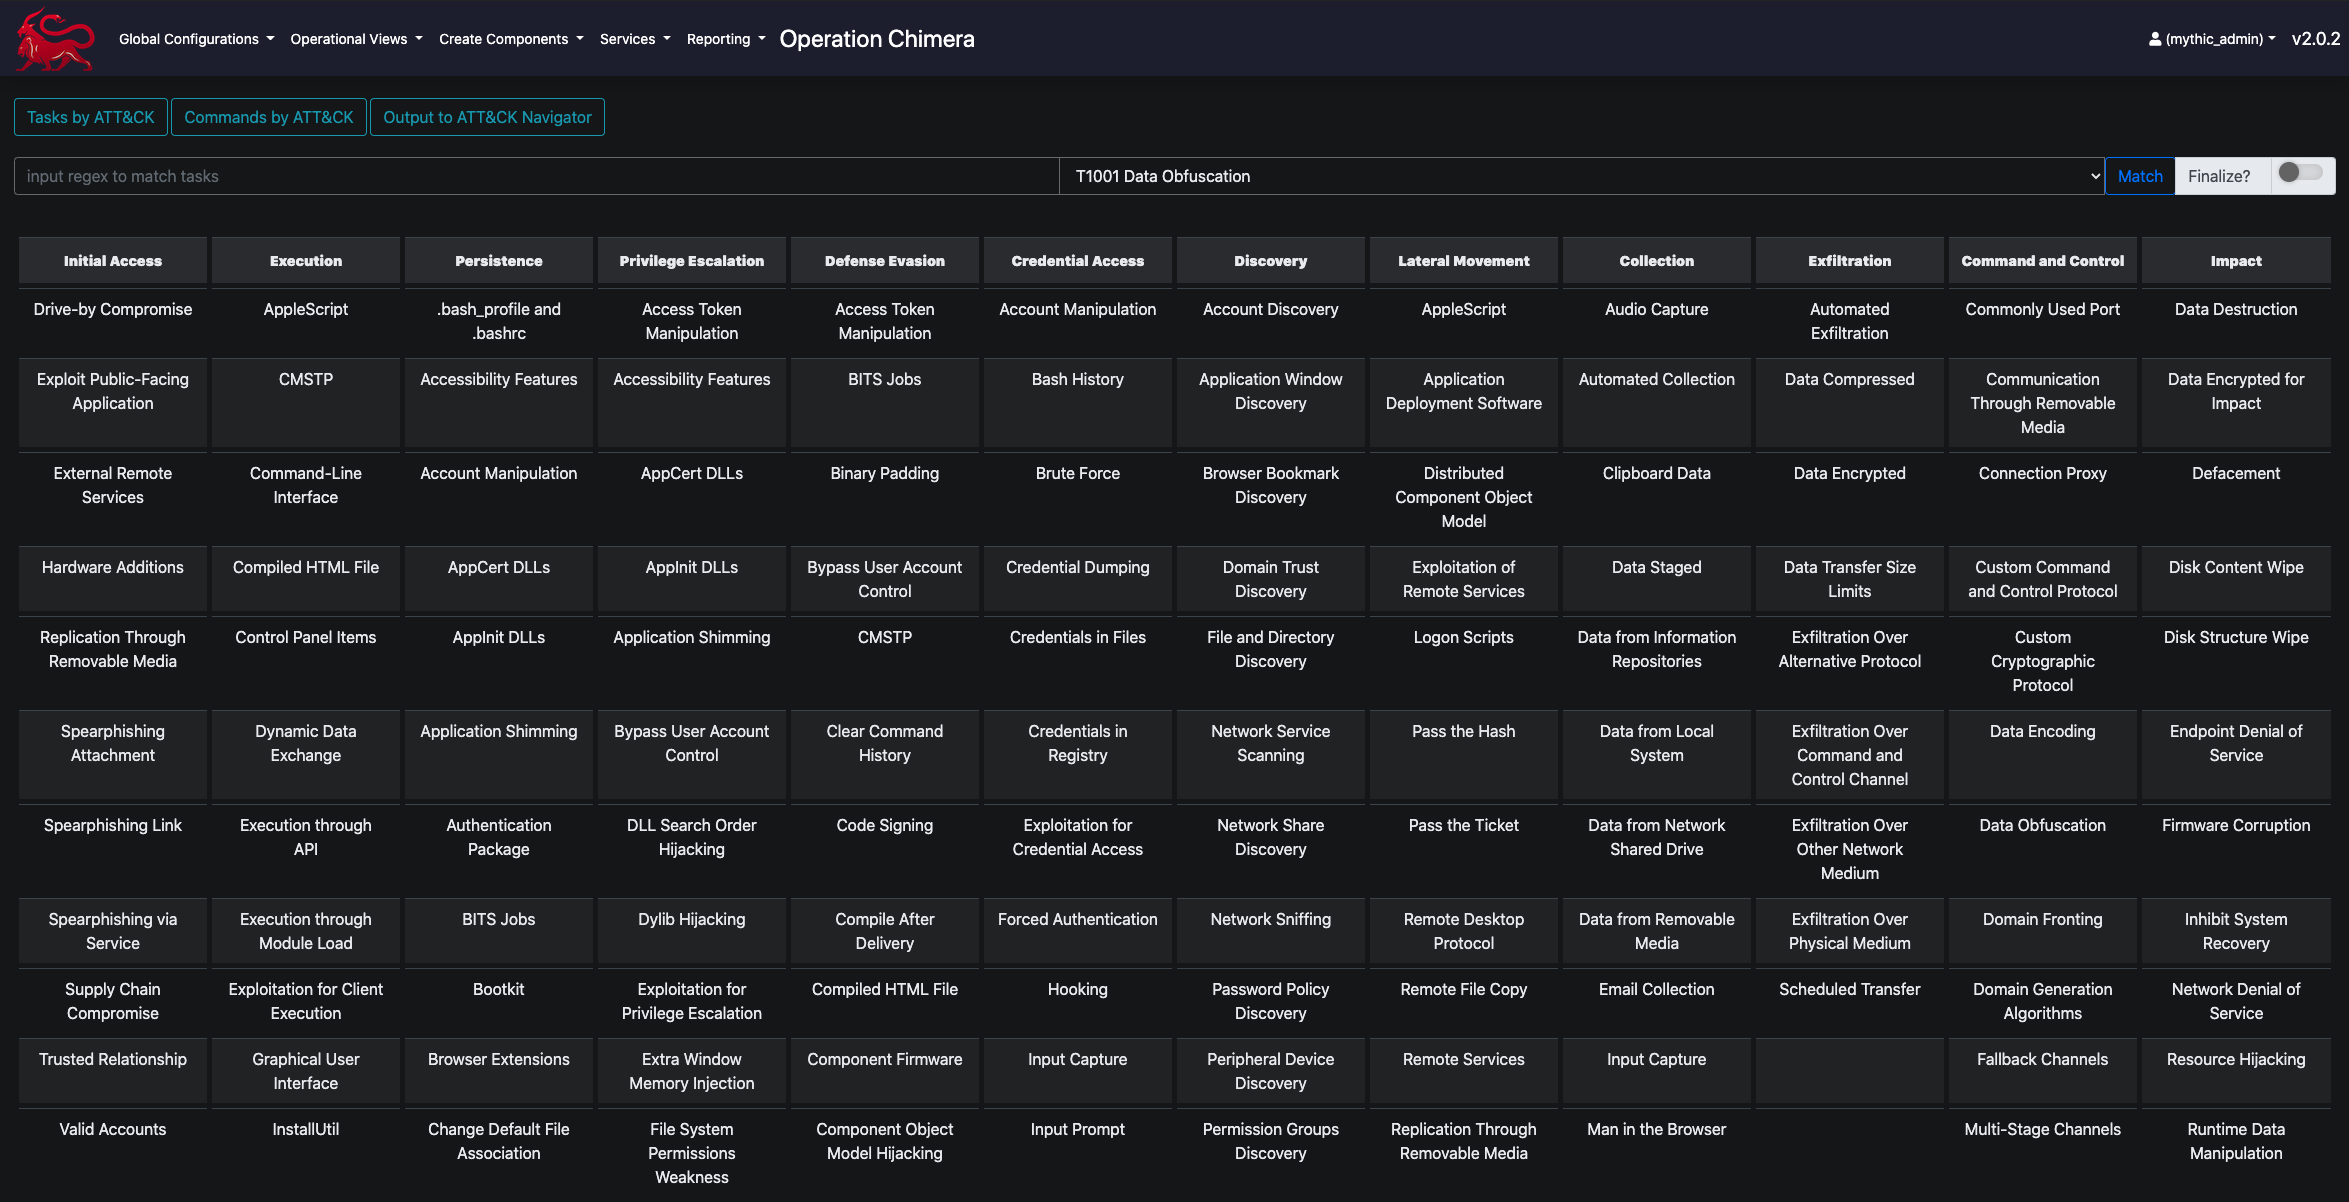 Global Configurations Operational Views Create Components Services Reporting Operation Chimera (mythic_admin) v2.0.2
Tasks by ATT&CK Commands by ATT&CK Output to ATT&CK Navigator
input regex to match tasks T1001 Data Obfuscation Match Finalize?
Initial Access Execution Persistence Privilege Escalation Defense Evasion Credential Access Discovery Lateral Movement Collection Exfiltration Command and Control Impact
Drive-by Compromise AppleScript .bash_profile and Access Token Access Token Account Manipulation Account Discovery AppleScript Audio Capture Automated Commonly Used Port Data Destruction
.bashrc Manipulation Manipulation Exfiltration
Exploit Public-Facing CMSTP Accessibility Features Accessibility Features BITS Jobs Bash History Application Window Application Automated Collection Data Compressed Communication Data Encrypted for
Application Discovery Deployment Software Through Removable Impact
Media
External Remote Command-Line Account Manipulation AppCert DLLs Binary Padding Brute Force Browser Bookmark Distributed Clipboard Data Data Encrypted Connection Proxy Defacement
Services Interface Discovery Component Object
Model
Hardware Additions Compiled HTML File AppCert DLLs AppInit DLLs Bypass User Account Credential Dumping Domain Trust Exploitation of Data Staged Data Transfer Size Custom Command Disk Content Wipe
Control Discovery Remote Services Limits and Control Protocol
Replication Through Control Panel Items AppInit DLLs Application Shimming CMSTP Credentials in Files File and Directory Logon Scripts Data from Information Exfiltration Over Custom Disk Structure Wipe
Removable Media Discovery Repositories Alternative Protocol Cryptographic
Protocol
Spearphishing Dynamic Data Application Shimming Bypass User Account Clear Command Credentials in Network Service Pass the Hash Data from Local Exfiltration Over Data Encoding Endpoint Denial of
Attachment Exchange Control History Registry Scanning System Command and Service
Control Channel
Spearphishing Link Execution through Authentication DLL Search Order Code Signing Exploitation for Network Share Pass the Ticket Data from Network Exfiltration Over Data Obfuscation Firmware Corruption
API Package Hijacking Credential Access Discovery Shared Drive Other Network
Medium
Spearphishing via Execution through BITS Jobs Dylib Hijacking Compile After Forced Authentication Network Sniffing Remote Desktop Data from Removable Exfiltration Over Domain Fronting Inhibit System
Service Module Load Delivery Protocol Media Physical Medium Recovery
Supply Chain Exploitation for Client Bootkit Exploitation for Compiled HTML File Hooking Password Policy Remote File Copy Email Collection Scheduled Transfer Domain Generation Network Denial of
Compromise Execution Privilege Escalation Discovery Algorithms Service
Trusted Relationship Graphical User Browser Extensions Extra Window Component Firmware Input Capture Peripheral Device Remote Services Input Capture Fallback Channels Resource Hijacking
Interface Memory Injection Discovery
Valid Accounts InstallUtil Change Default File File System Component Object Input Prompt Permission Groups Replication Through Man in the Browser Multi-Stage Channels Runtime Data
Association Permissions Model Hijacking Discovery Removable Media Manipulation
Weakness